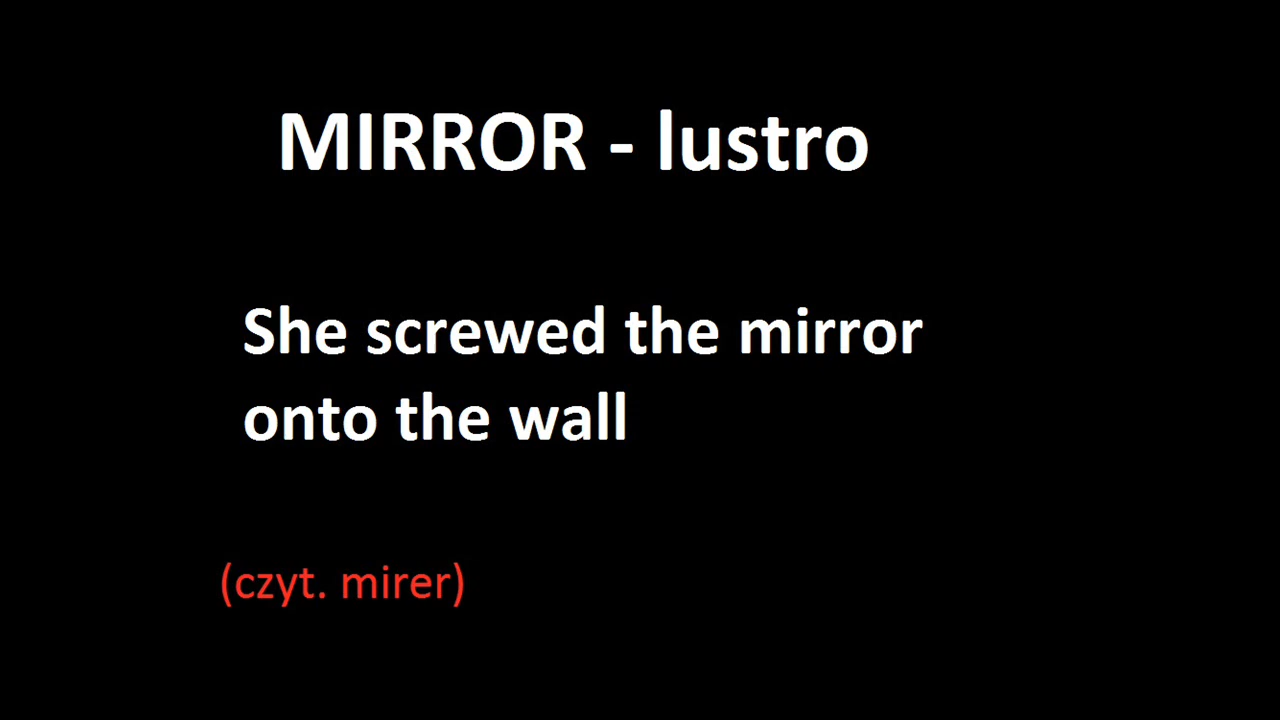 MIRROR - lustro
She screwed the mirror
onto the wall
(czyt. mirer)